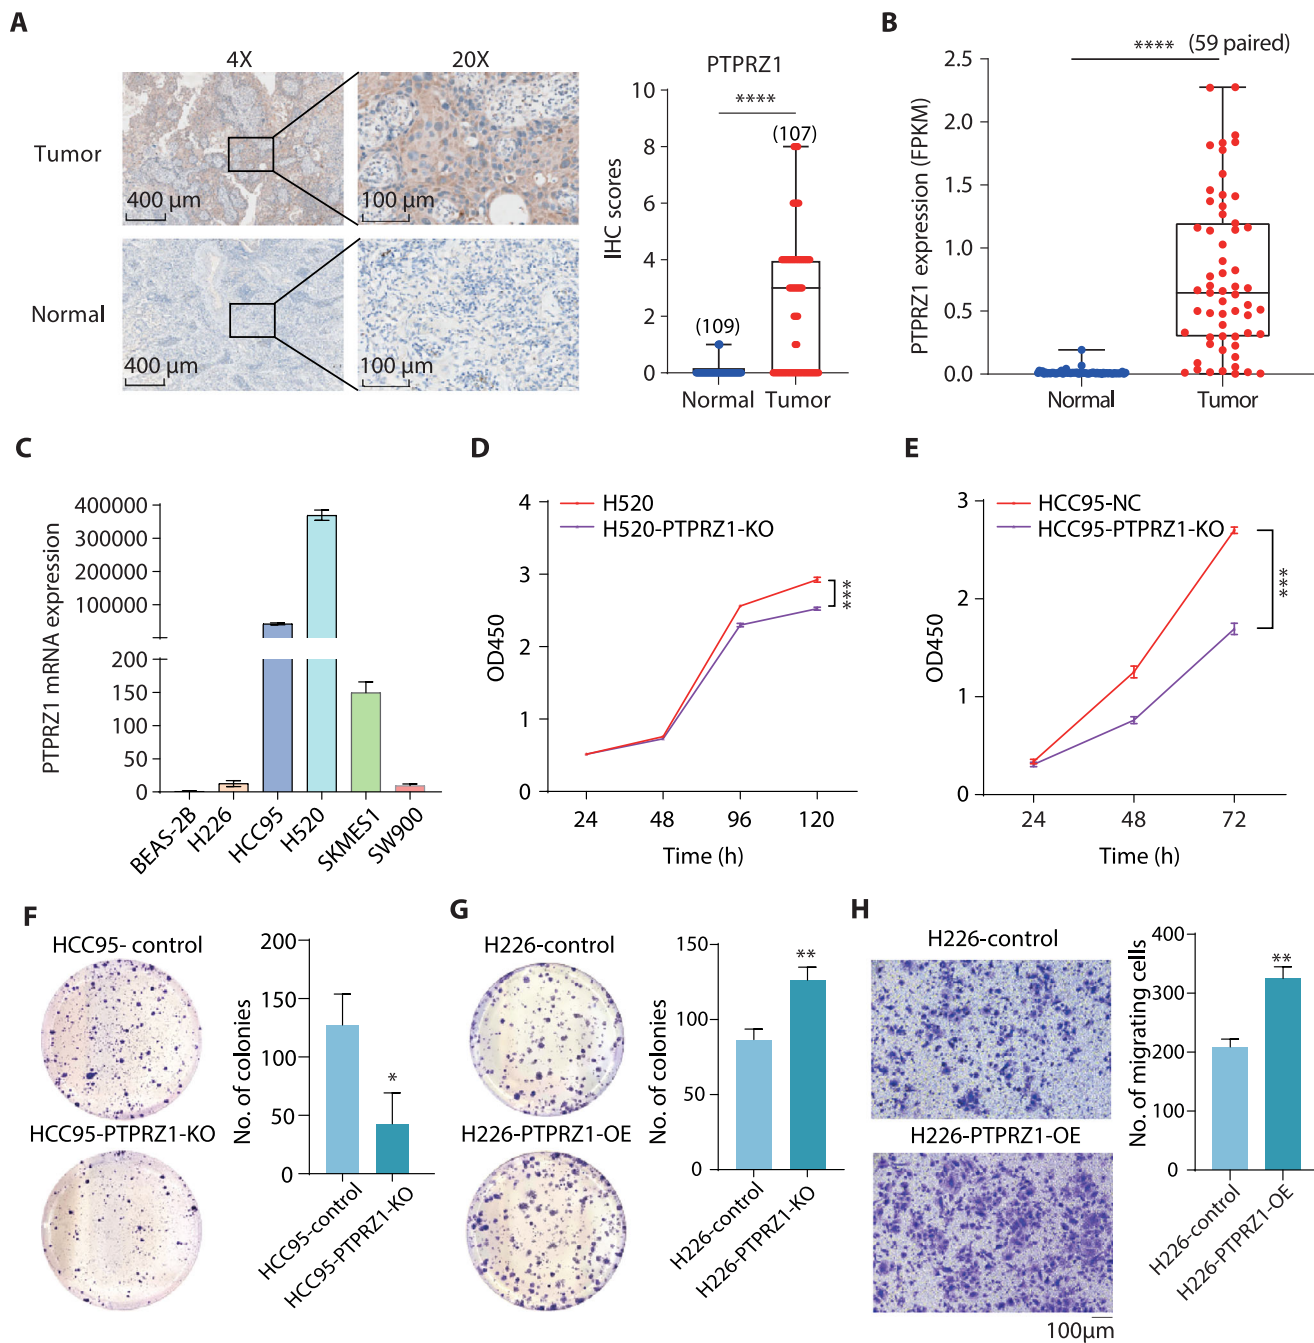 A
4X
20X
Tumor
400 µm
100 µm
Normal
400 µm
100 µm
PTPRZ1
****
(107)
(109)
IHC scores
10
8
6
4
2
0
Normal
Tumor
B
**** (59 paired)
PTPRZ1 expression (FPKM)
2.5
2.0
1.5
1.0
0.5
0.0
Normal
Tumor
C
PTPRZ1 mRNA expression
400000
300000
200000
100000
200
150
100
50
0
BEAS-2B
H226
HCC95
H520
SKMES1
SW900
D
H520
H520-PTPRZ1-KO
***
OD450
4
3
2
1
0
24
48
96
120
Time (h)
E
HCC95-NC
HCC95-PTPRZ1-KO
***
OD450
3
2
1
0
24
48
72
Time (h)
F
HCC95- control
HCC95-PTPRZ1-KO
No. of colonies
200
150
100
50
0
*
HCC95-control
HCC95-PTPRZ1-KO
G
H226-control
H226-PTPRZ1-OE
No. of colonies
150
100
50
0
**
H226-control
H226-PTPRZ1-KO
H
H226-control
H226-PTPRZ1-OE
100µm
No. of migrating cells
400
300
200
100
0
**
H226-control
H226-PTPRZ1-OE